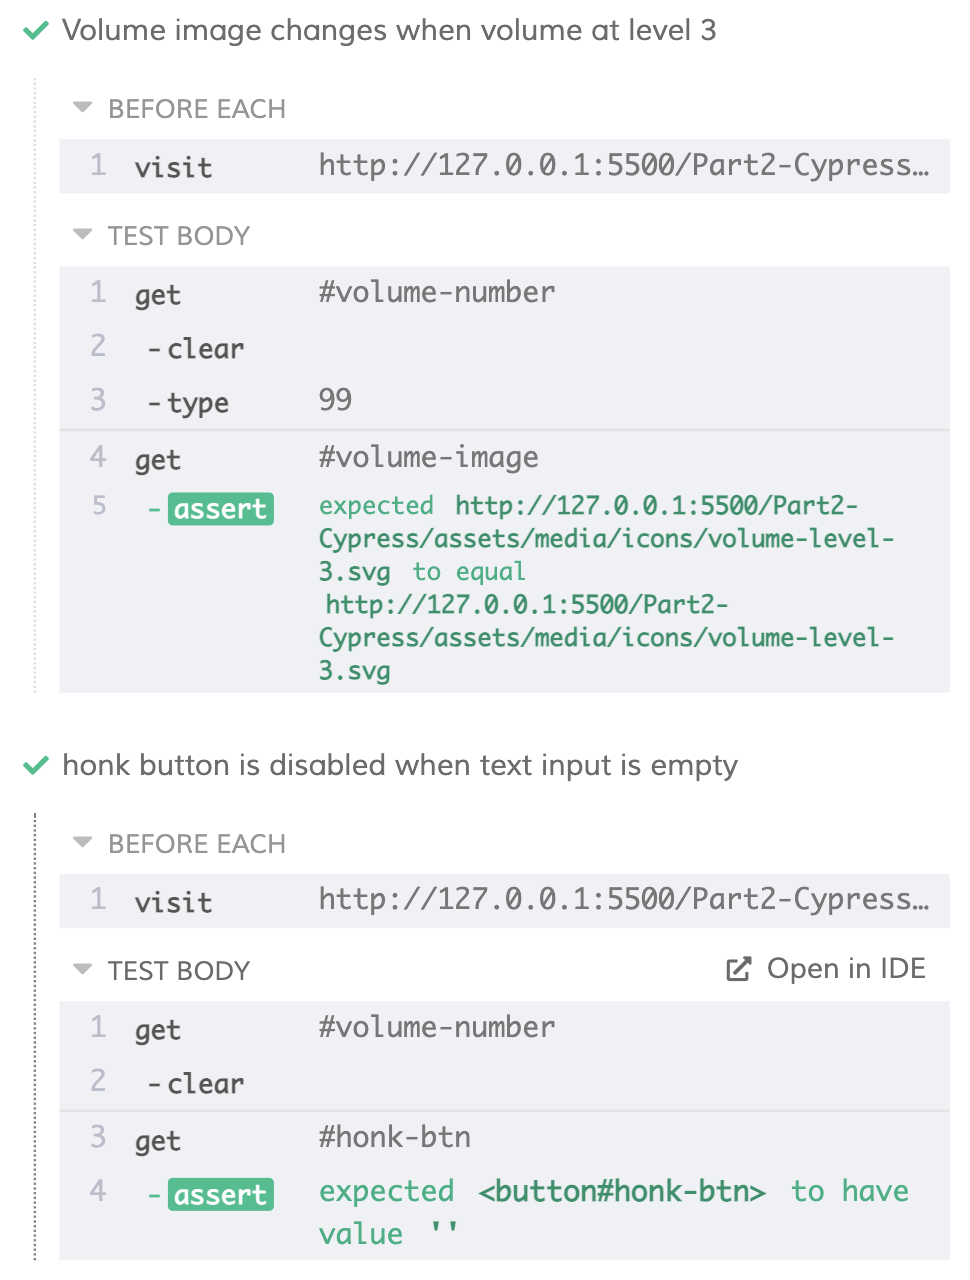 Volume image changes when volume at level 3
BEFORE EACH
1 visit http://127.0.0.1:5500/Part2-Cypress…
TEST BODY
1 get #volume-number
2 -clear
3 -type 99
4 get #volume-image
5 -assert expected http://127.0.0.1:5500/Part2-
Cypress/assets/media/icons/volume-level-
3.svg to equal
http://127.0.0.1:5500/Part2-
Cypress/assets/media/icons/volume-level-
3.svg
honk button is disabled when text input is empty
BEFORE EACH
1 visit http://127.0.0.1:5500/Part2-Cypress…
TEST BODY Open in IDE
1 get #volume-number
2 -clear
3 get #honk-btn
4 -assert expected <button#honk-btn> to have
value ''